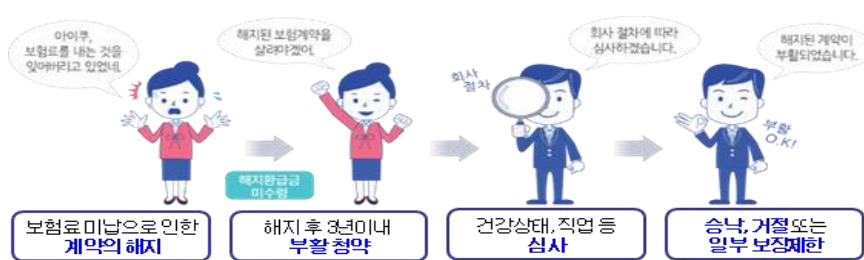 아이쿠,
보험료를 내는 것을
잊어버리고 있었네.
해지된 보험계약을
살려야겠어.
회사 절차에 따라
심사하겠습니다.
해지된 계약이
부활되었습니다.
회사
절차
부활
O.K!
해지환급금
미수령
보험료 미납으로 인한
계약의 해지
해지 후 3년이내
부활 청약
건강상태, 직업 등
심사
승낙, 거절 또는
일부 보장제한